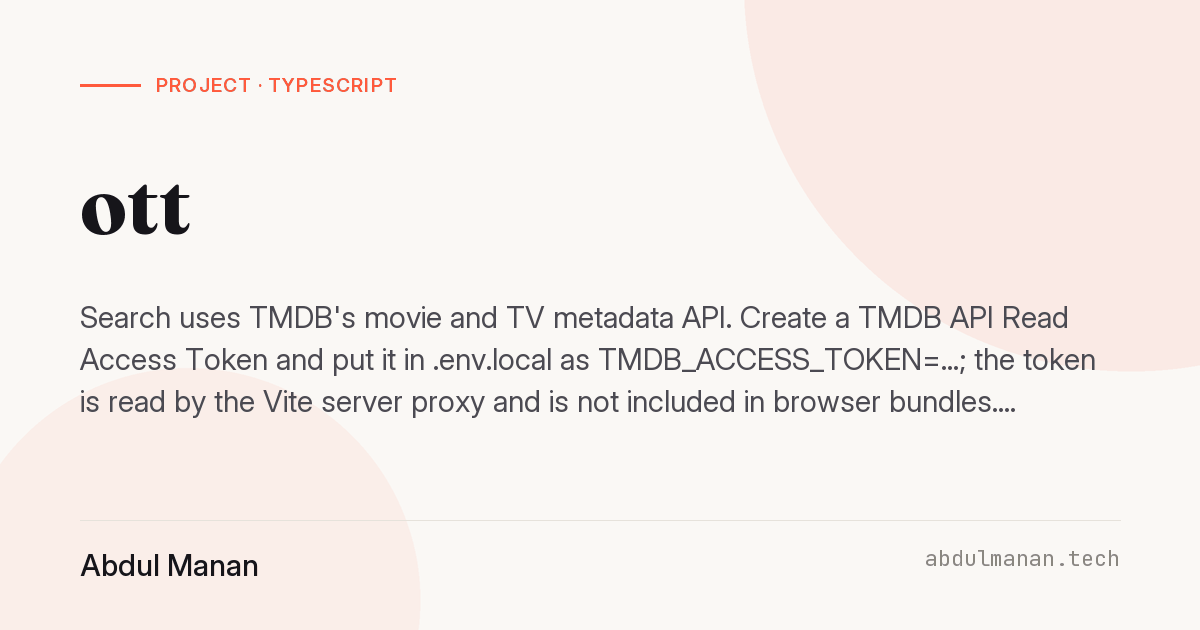 PROJECT · TYPESCRIPT
ott
Search uses TMDB's movie and TV metadata API. Create a TMDB API Read
Access Token and put it in .env.local as TMDB_ACCESS_TOKEN=...; the token
is read by the Vite server proxy and is not included in browser bundles....
Abdul Manan
abdulmanan.tech